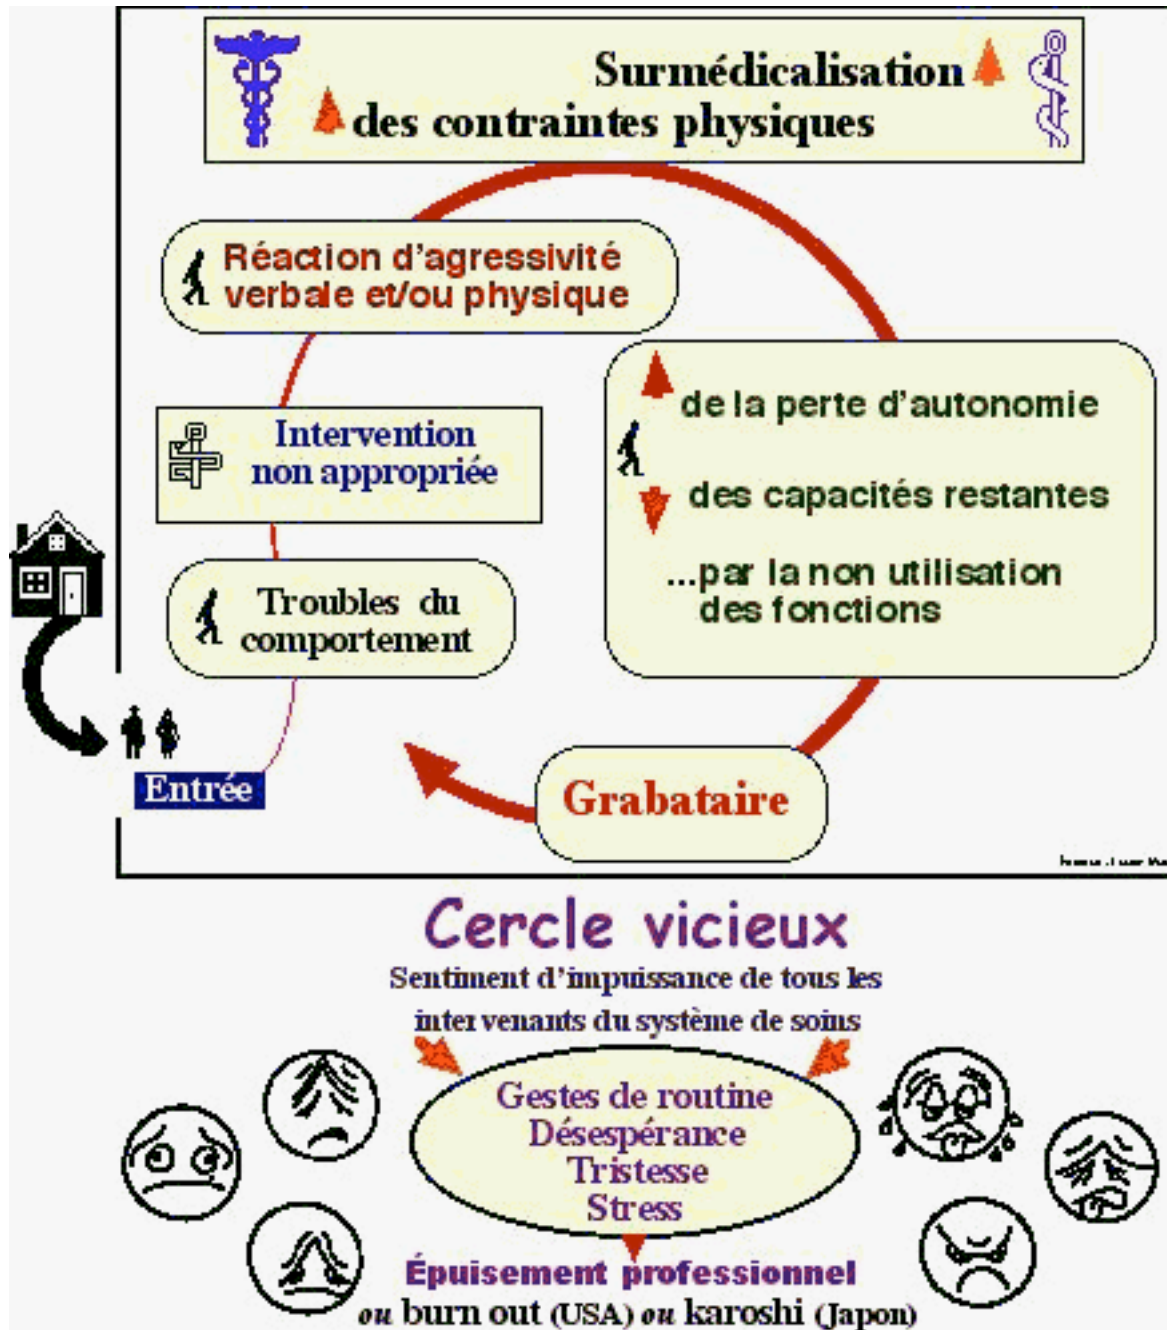 Surmédicalisation
des contraintes physiques
Réaction d'agressivité
verbale et/ou physique
de la perte d'autonomie
des capacités restantes
...par la non utilisation
des fonctions
Intervention
non appropriée
Troubles du
comportement
Entrée
Grabataire
Cercle vicieux
Sentiment d'impuissance de tous les
intervenants du système de soins
Gestes de routine
Désespérance
Tristesse
Stress
Épuisement professionnel
ou burn out (USA) ou karoshi (Japon)